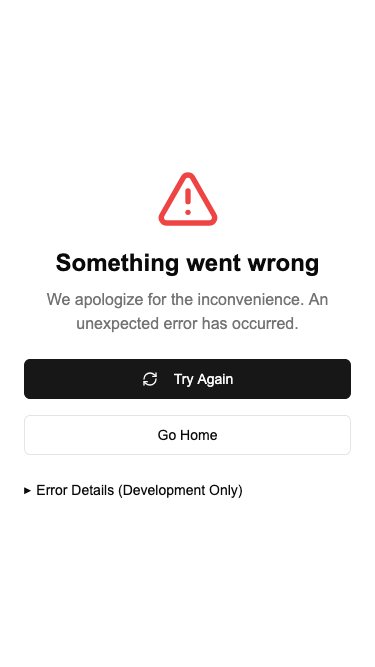 Something went wrong
We apologize for the inconvenience. An
unexpected error has occurred.
Try Again
Go Home
▸ Error Details (Development Only)